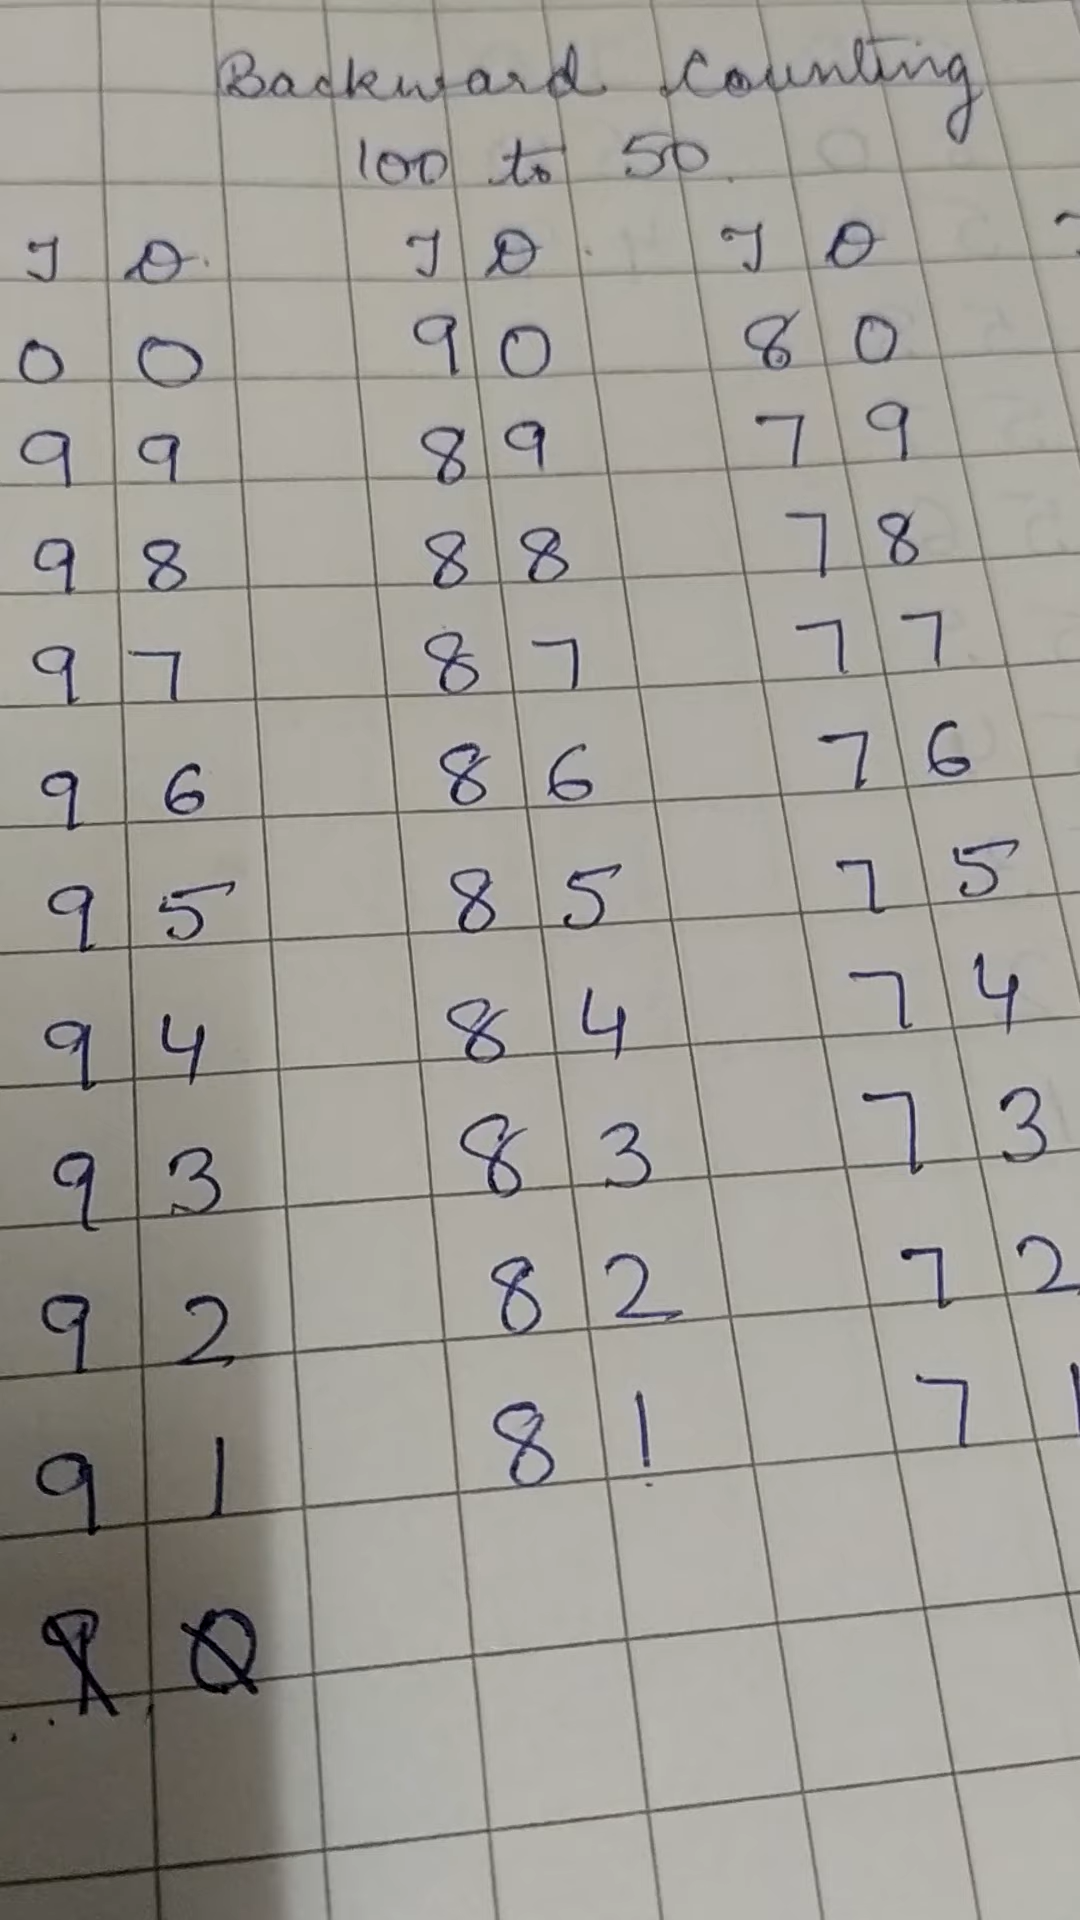 Backward Counting
100 to 50
T O T O T O
0 0 9 0 8 0
9 9 8 9 7 9
9 8 8 8 7 8
9 7 8 7 7 7
9 6 8 6 7 6
9 5 8 5 7 5
9 4 8 4 7 4
9 3 8 3 7 3
9 2 8 2 7 2
9 1 8 1 7 1
9 0